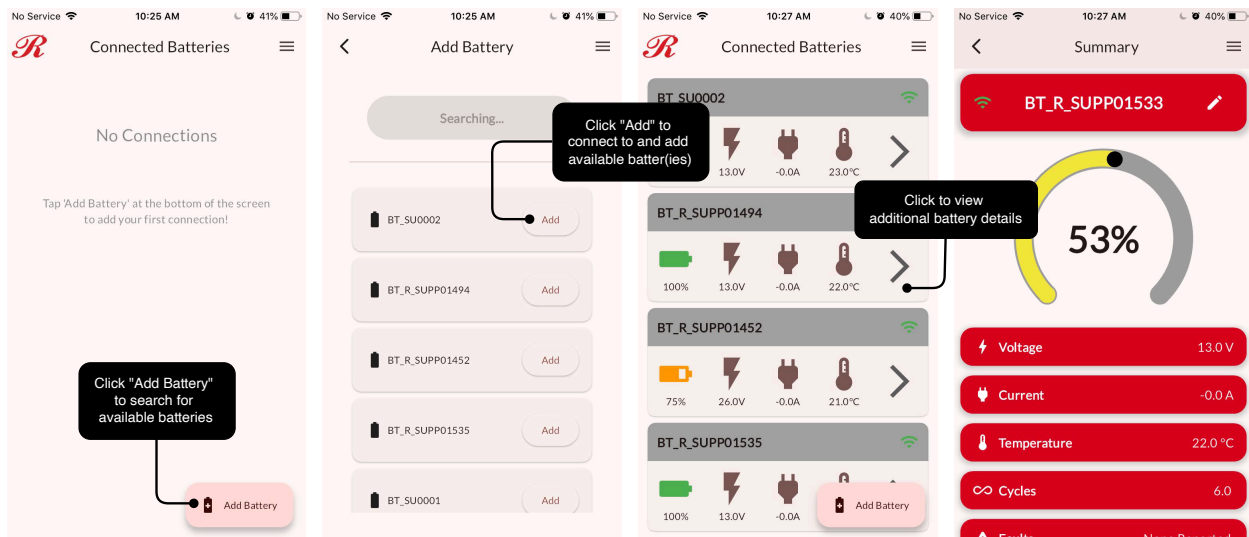 No Service 10:25 AM 41%
R Connected Batteries
No Connections
Tap 'Add Battery' at the bottom of the screen
to add your first connection!
Click "Add Battery"
to search for
available batteries
Add Battery
No Service 10:25 AM 41%
Add Battery
Searching...
Click "Add" to
connect to and add
available batter(ies)
BT_SU0002 Add
BT_R_SUPP01494 Add
BT_R_SUPP01452 Add
BT_R_SUPP01535 Add
BT_SU0001 Add
No Service 10:27 AM 40%
R Connected Batteries
BT_SU0002
13.0V -0.0A 23.0°C
BT_R_SUPP01494
Click to view
additional battery details
100% 13.0V -0.0A 22.0°C
BT_R_SUPP01452
75% 26.0V -0.0A 21.0°C
BT_R_SUPP01535
100% 13.0V -0.0A
Add Battery
No Service 10:27 AM 40%
Summary
BT_R_SUPP01533
53%
Voltage 13.0 V
Current -0.0 A
Temperature 22.0 °C
Cycles 6.0